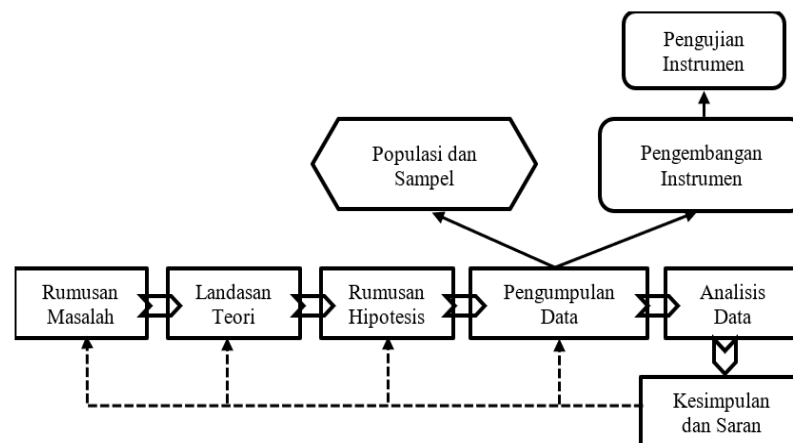 Pengujian
Instrumen
Populasi dan
Sampel
Pengembangan
Instrumen
Rumusan
Masalah
Landasan
Teori
Rumusan
Hipotesis
Pengumpulan
Data
Analisis
Data
Kesimpulan
dan Saran